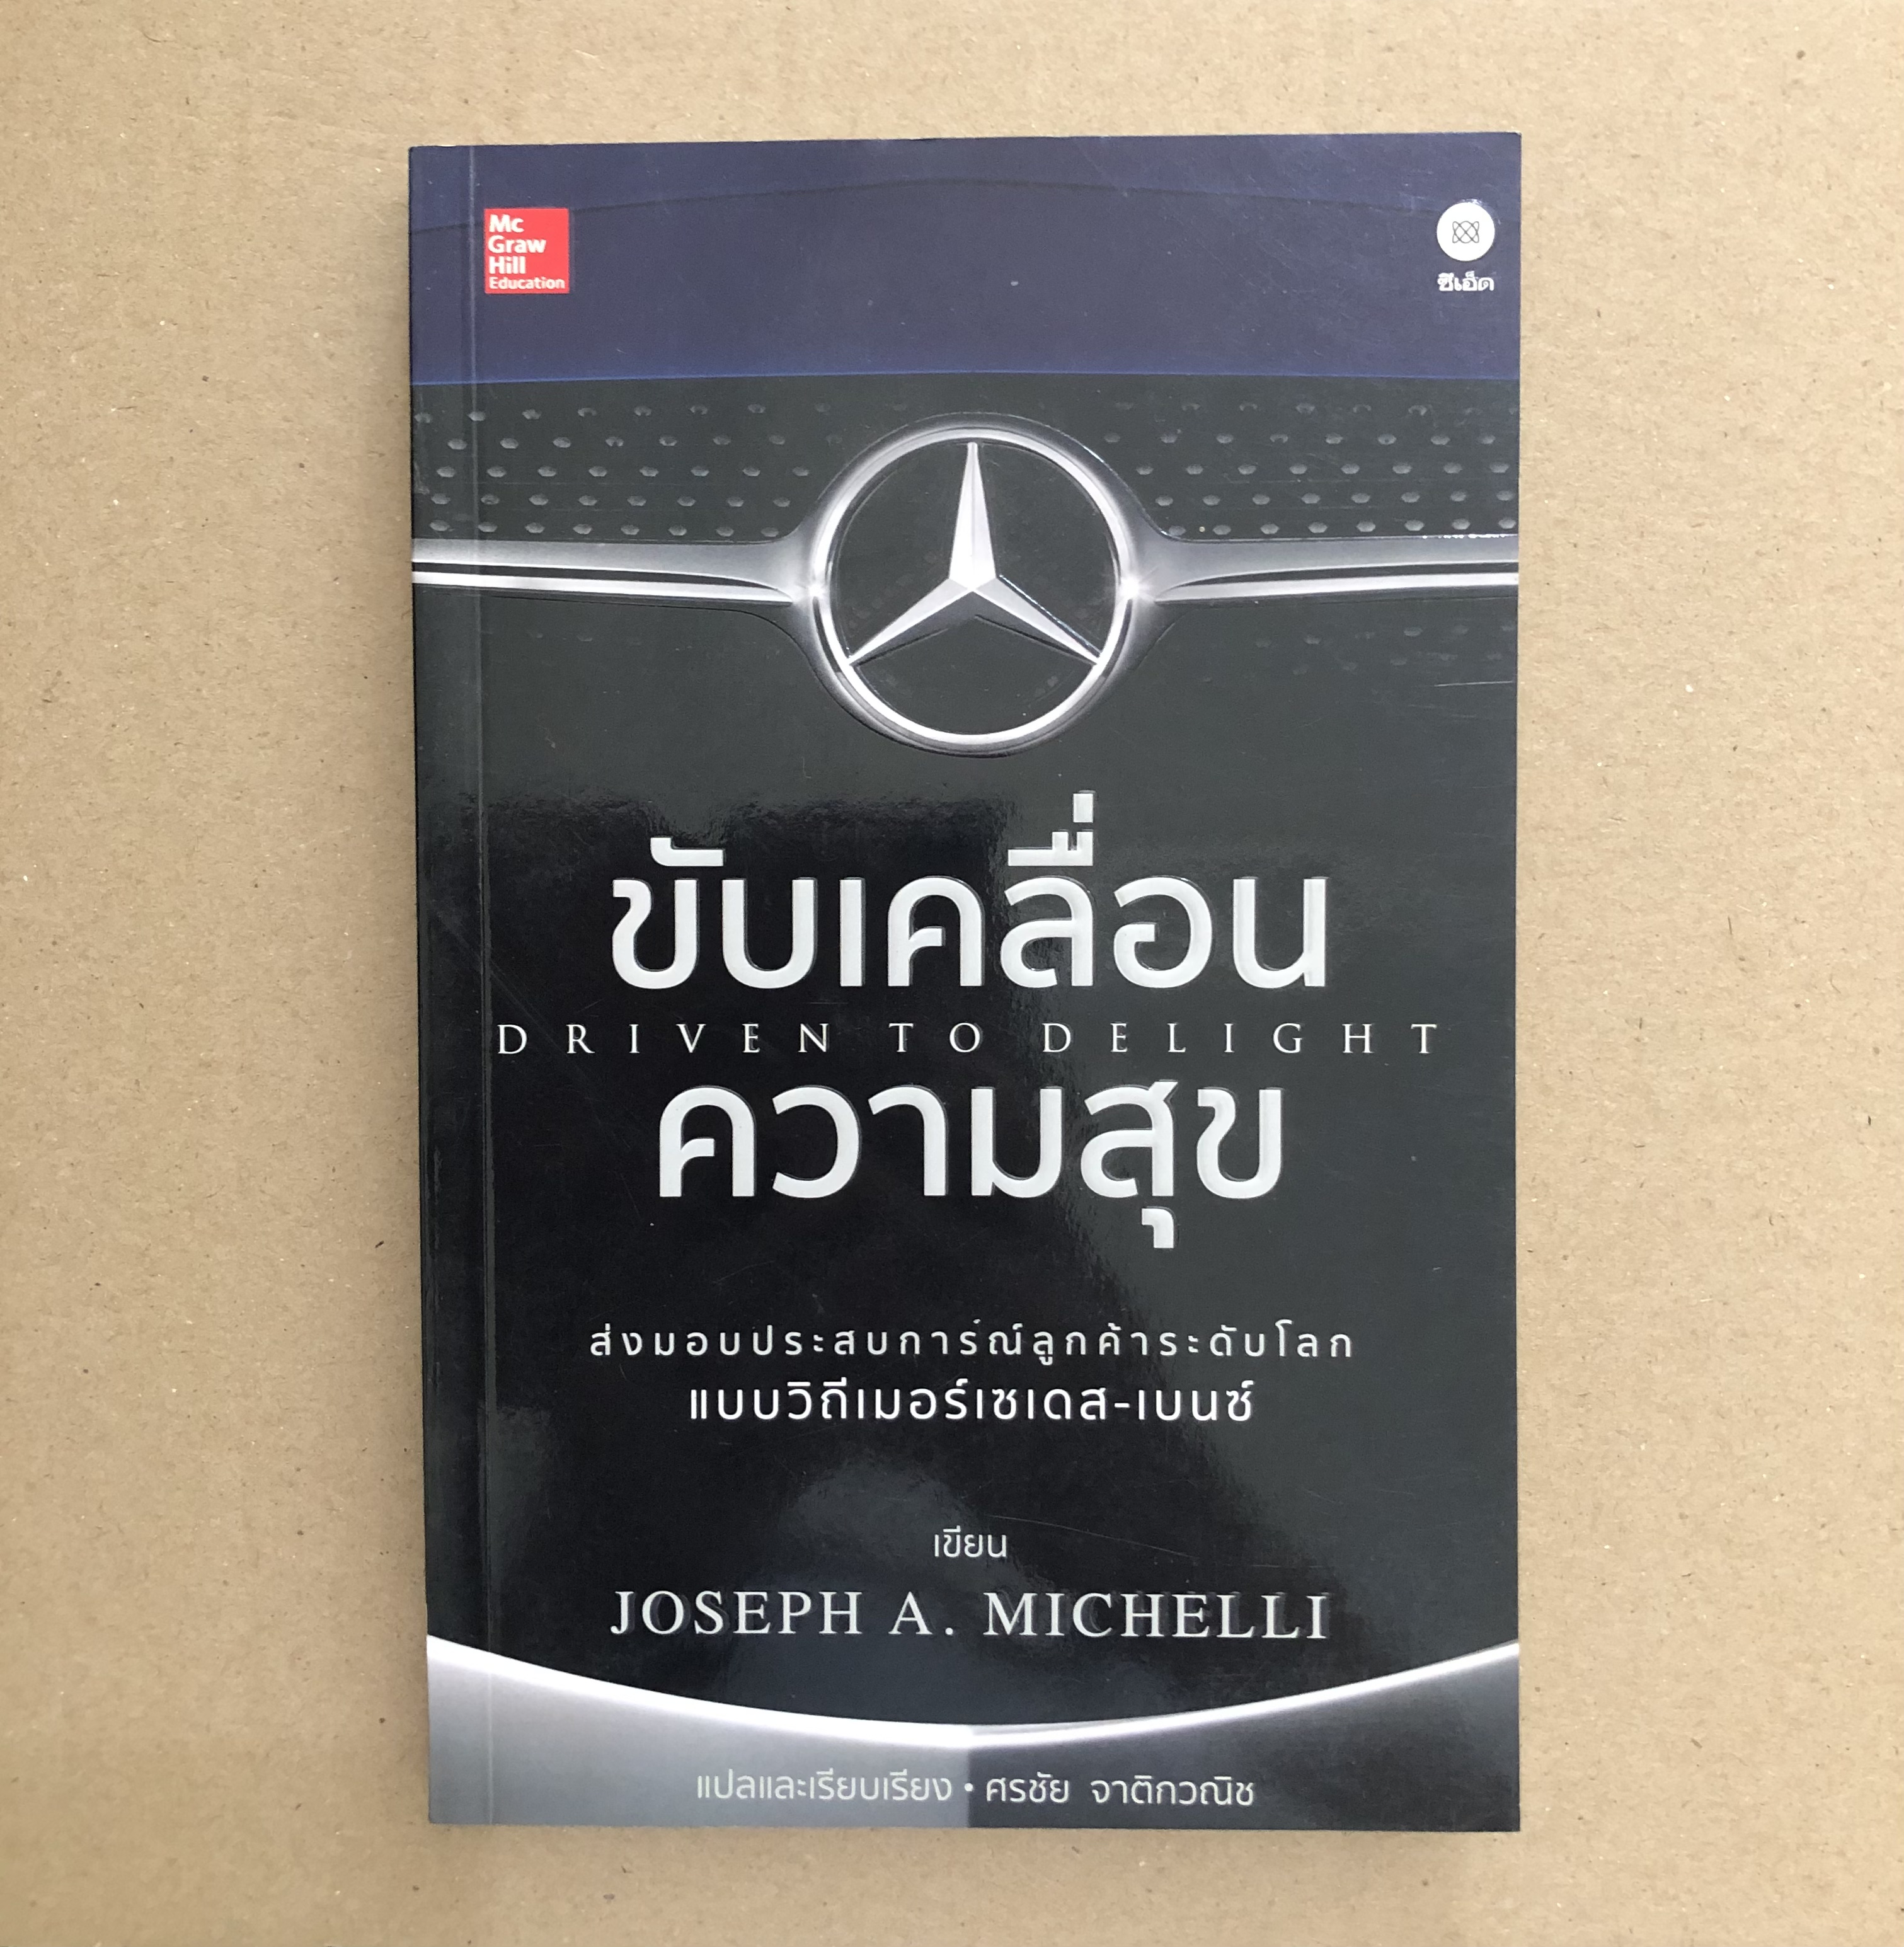 Mc
Graw
Hill
Education
ซีเอ็ด
ขับเคลื่อน
DRIVEN TO DELIGHT
ความสุข
ส่งมอบประสบการ์ณ์ลูกค้าระดับโลก
แบบวิถีเมอร์เซเดส-เบนซ์
เขียน
JOSEPH A. MICHELLI
แปลและเรียบเรียง • ศรชัย จาติกวณิช